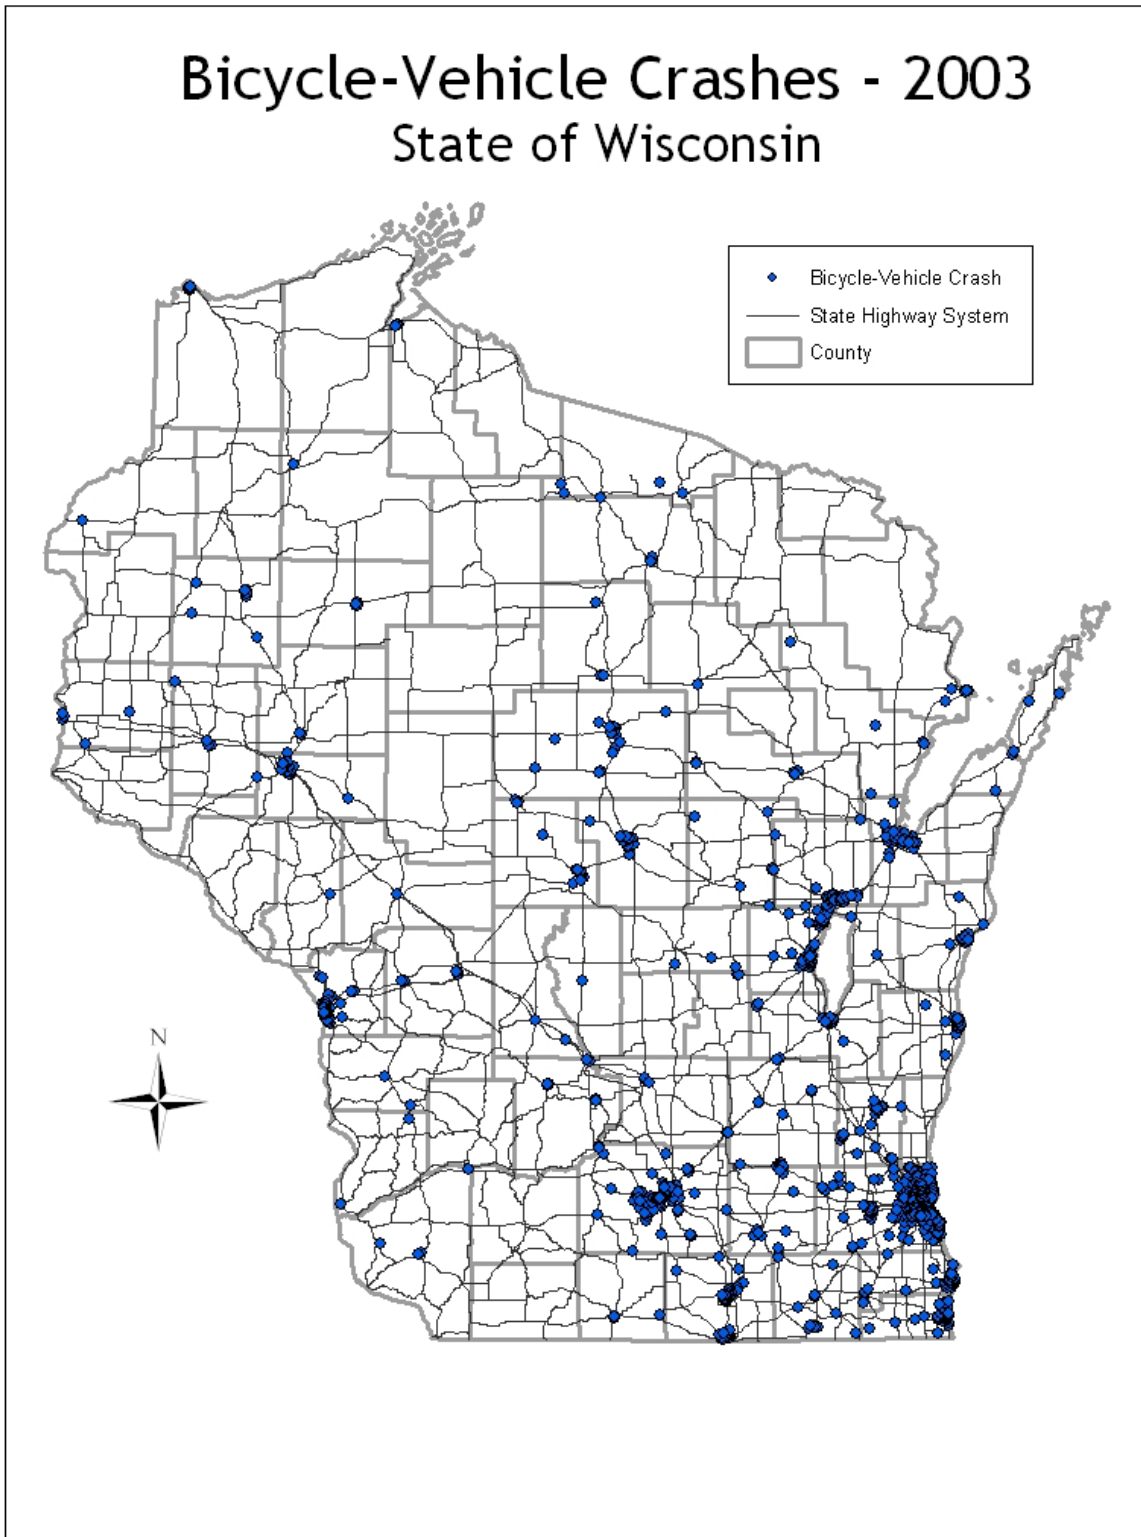 Bicycle-Vehicle Crashes - 2003
State of Wisconsin
Bicycle-Vehicle Crash
State Highway System
County
N